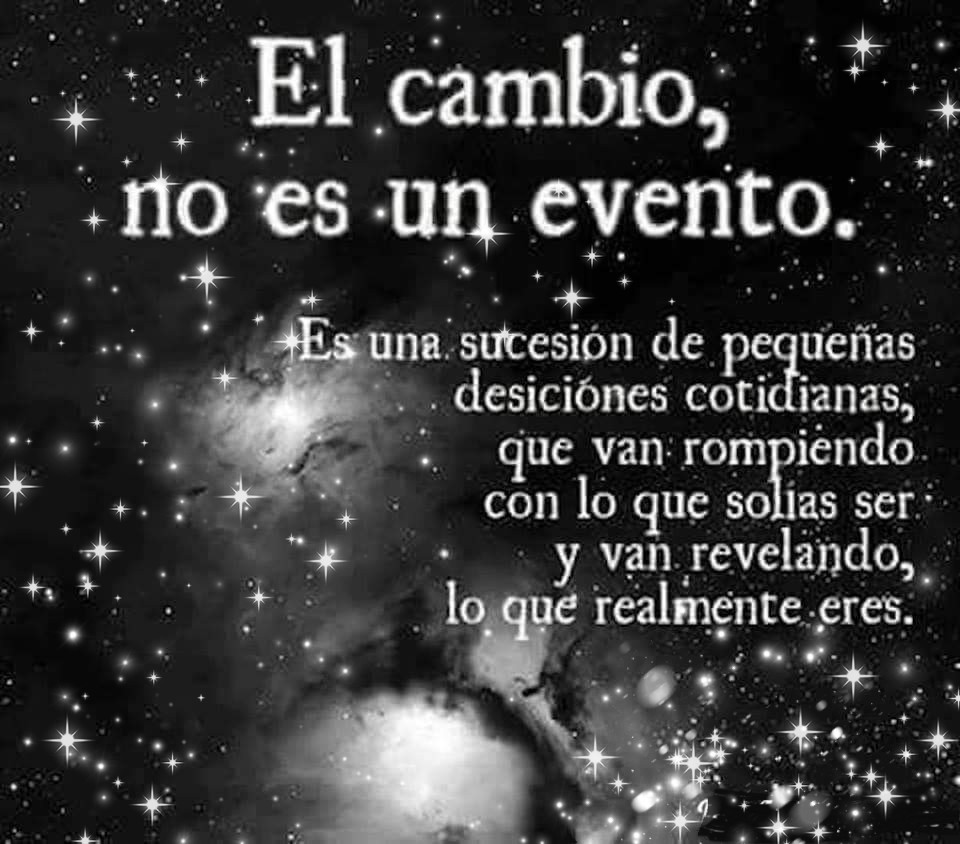 El cambio,
no es un evento.
Es una sucesión de pequeñas
desiciónes cotidianas,
que van rompiendo
con lo que solías ser
y van revelando,
lo que realmente eres.